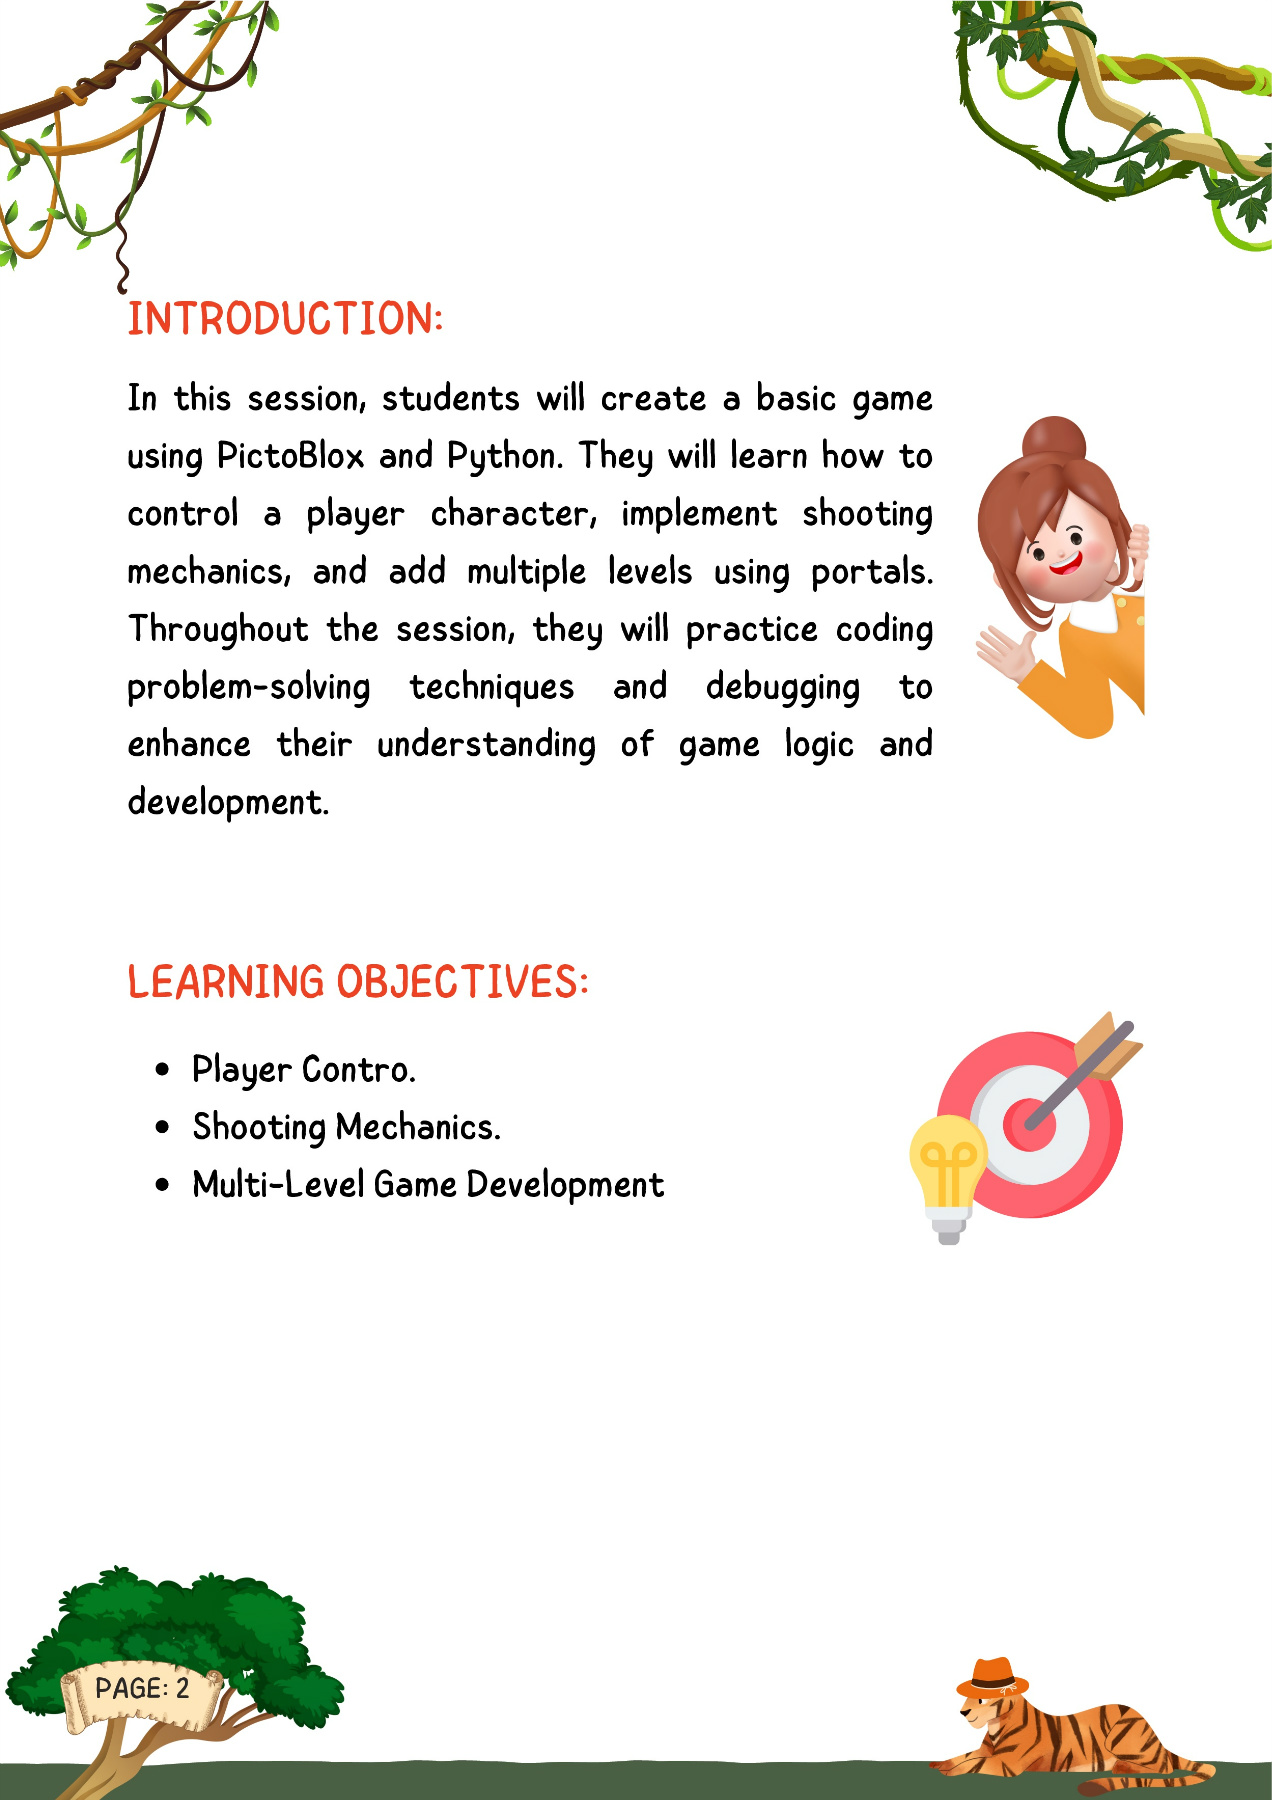 INTRODUCTION:
In this session, students will create a basic game
using PictoBlox and Python. They will learn how to
control a player character, implement shooting
mechanics, and add multiple levels using portals.
Throughout the session, they will practice coding
problem-solving techniques and debugging to
enhance their understanding of game logic and
development.
LEARNING OBJECTIVES:
• Player Contro.
• Shooting Mechanics.
• Multi-Level Game Development
PAGE: 2